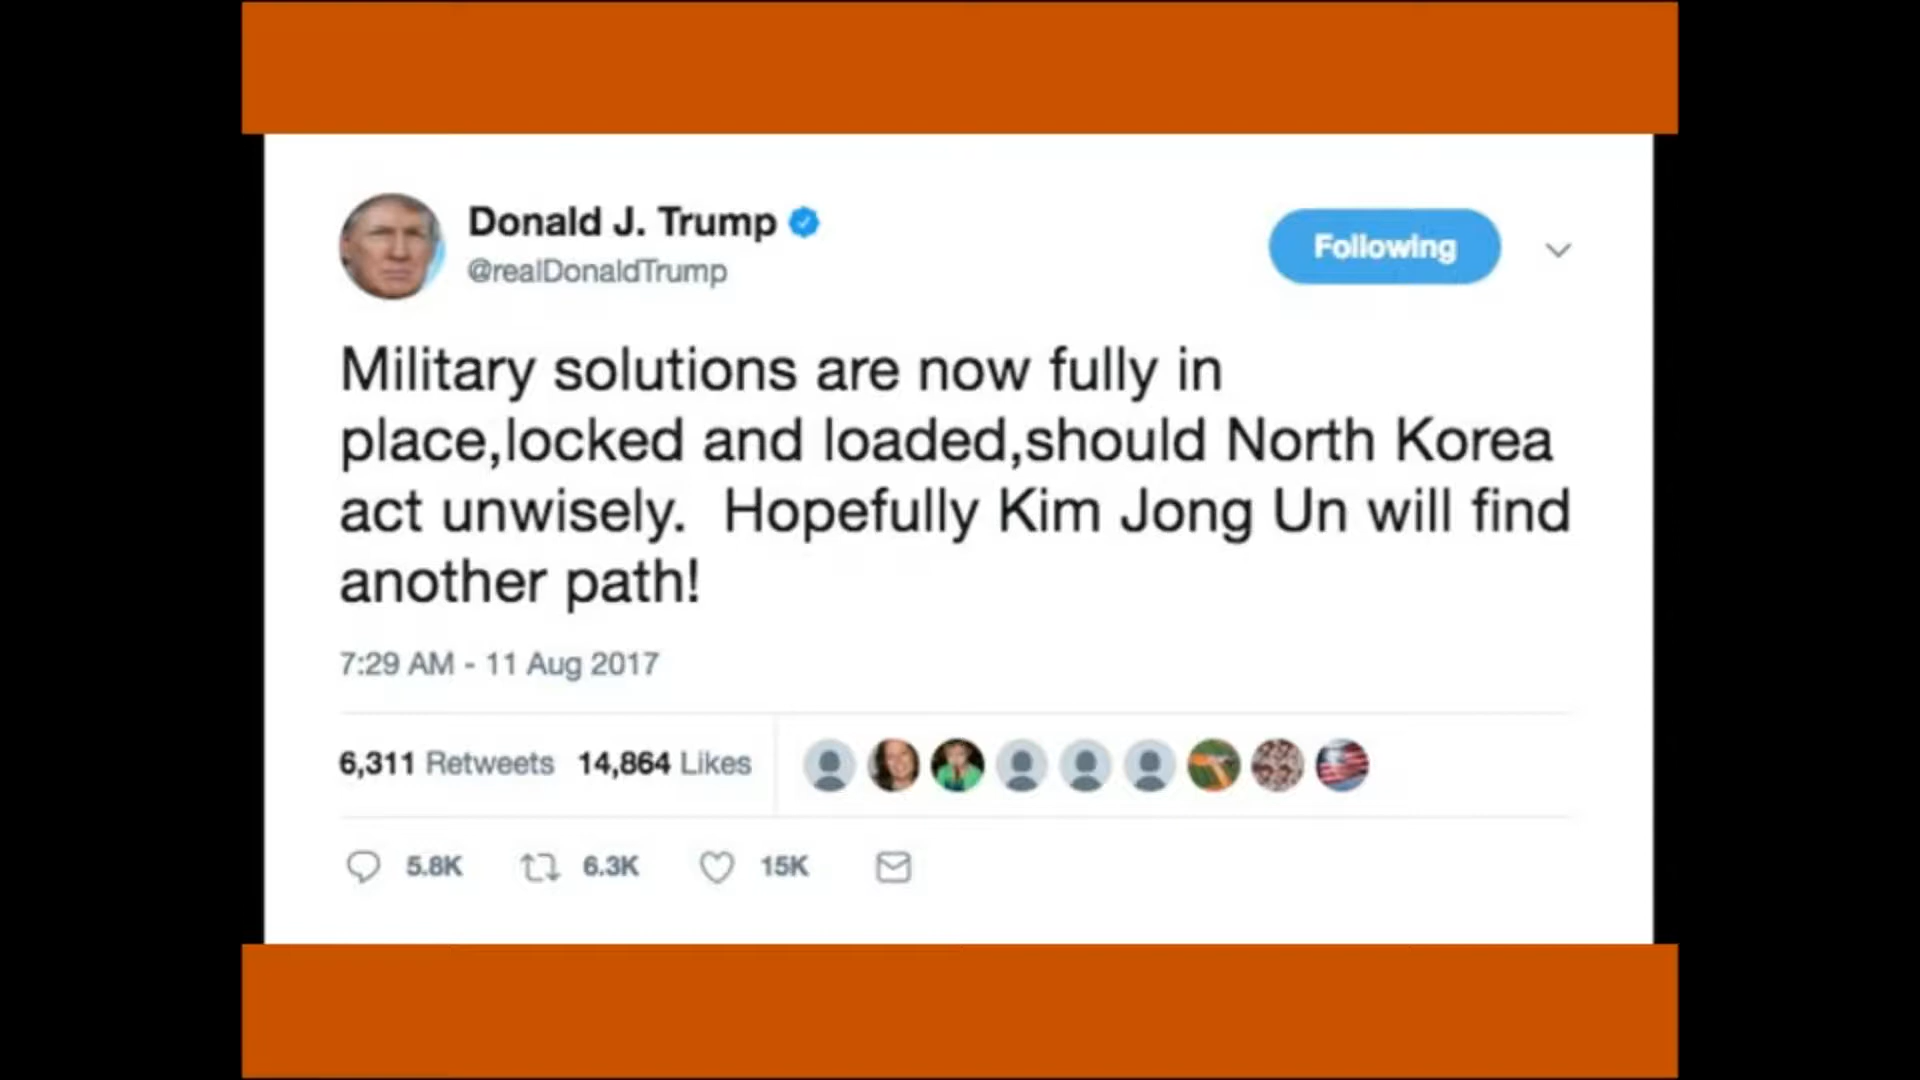 Donald J. Trump
@realDonaldTrump
Following
Military solutions are now fully in
place,locked and loaded,should North Korea
act unwisely.  Hopefully Kim Jong Un will find
another path!
7:29 AM - 11 Aug 2017
6,311 Retweets 14,864 Likes
5.8K 6.3K 15K